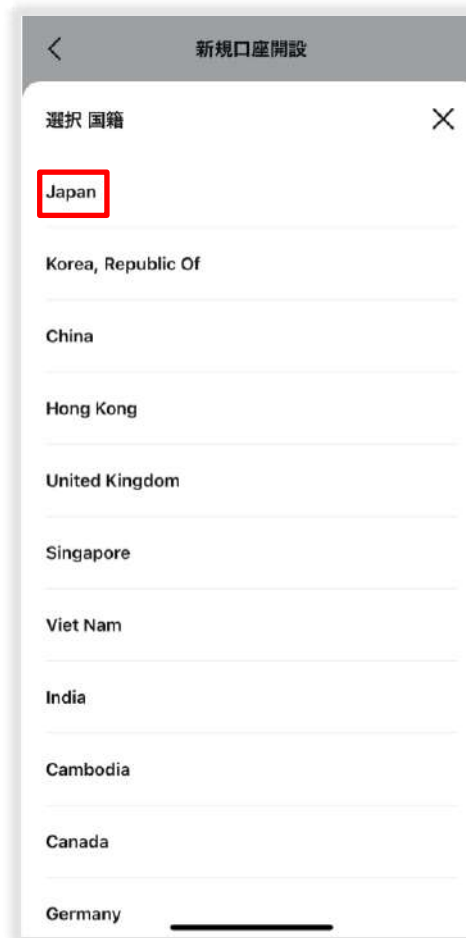 新規口座開設
選択 国籍
Japan
Korea, Republic Of
China
Hong Kong
United Kingdom
Singapore
Viet Nam
India
Cambodia
Canada
Germany